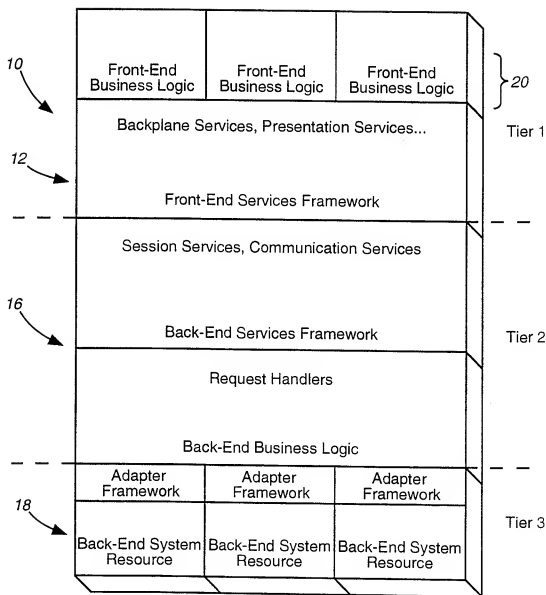 Front-End Business Logic
Front-End Business Logic
Front-End Business Logic
10
20
Backplane Services, Presentation Services...
Tier 1
12
Front-End Services Framework
Session Services, Communication Services
16
Back-End Services Framework
Tier 2
Request Handlers
Back-End Business Logic
Adapter Framework
Adapter Framework
Adapter Framework
18
Tier 3
Back-End System Resource
Back-End System Resource
Back-End System Resource